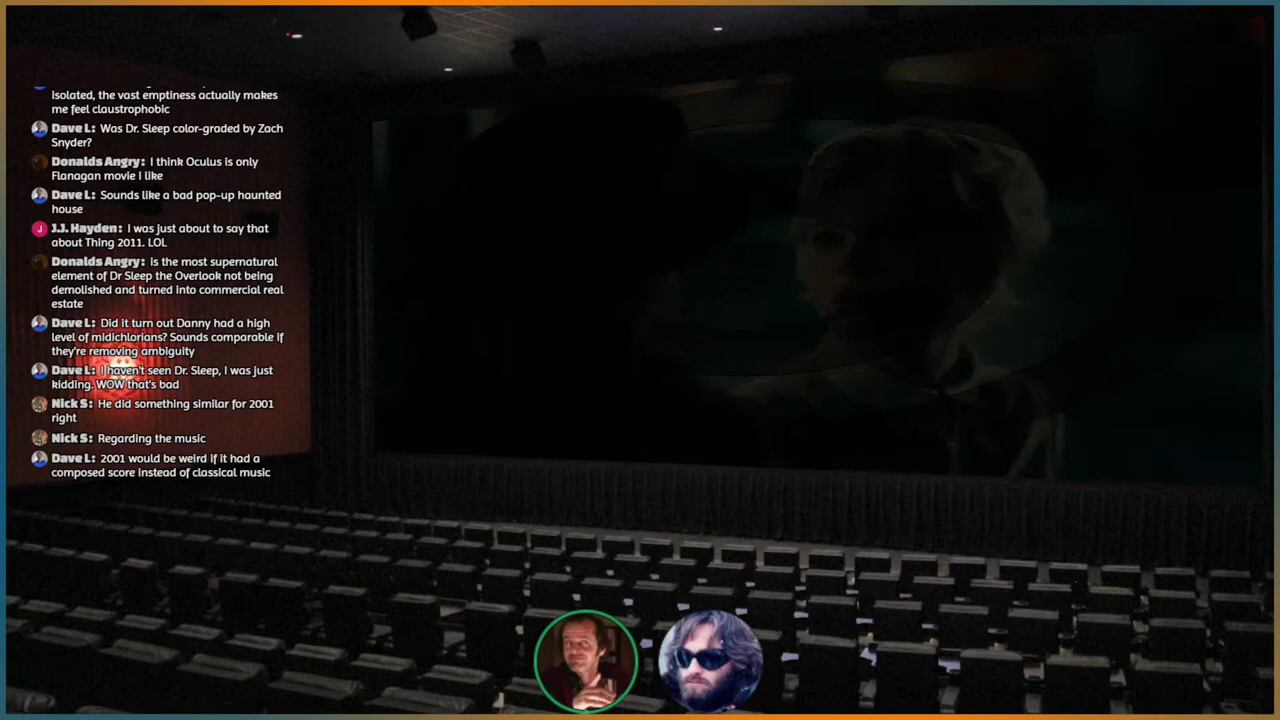 isolated, the vast emptiness actually makes
me feel claustrophobic
Dave L: Was Dr. Sleep color-graded by Zach
Snyder?
Donalds Angry: I think Oculus is only
Flanagan movie I like
Dave L: Sounds like a bad pop-up haunted
house
J
J.J. Hayden: I was just about to say that
about Thing 2011. LOL
Donalds Angry: Is the most supernatural
element of Dr Sleep the Overlook not being
demolished and turned into commercial real
estate
Dave L: Did it turn out Danny had a high
level of midichlorians? Sounds comparable if
they're removing ambiguity
Dave L: I haven't seen Dr. Sleep, I was just
kidding. WOW that's bad
Nick S: He did something similar for 2001
right
Nick S: Regarding the music
Dave L: 2001 would be weird if it had a
composed score instead of classical music